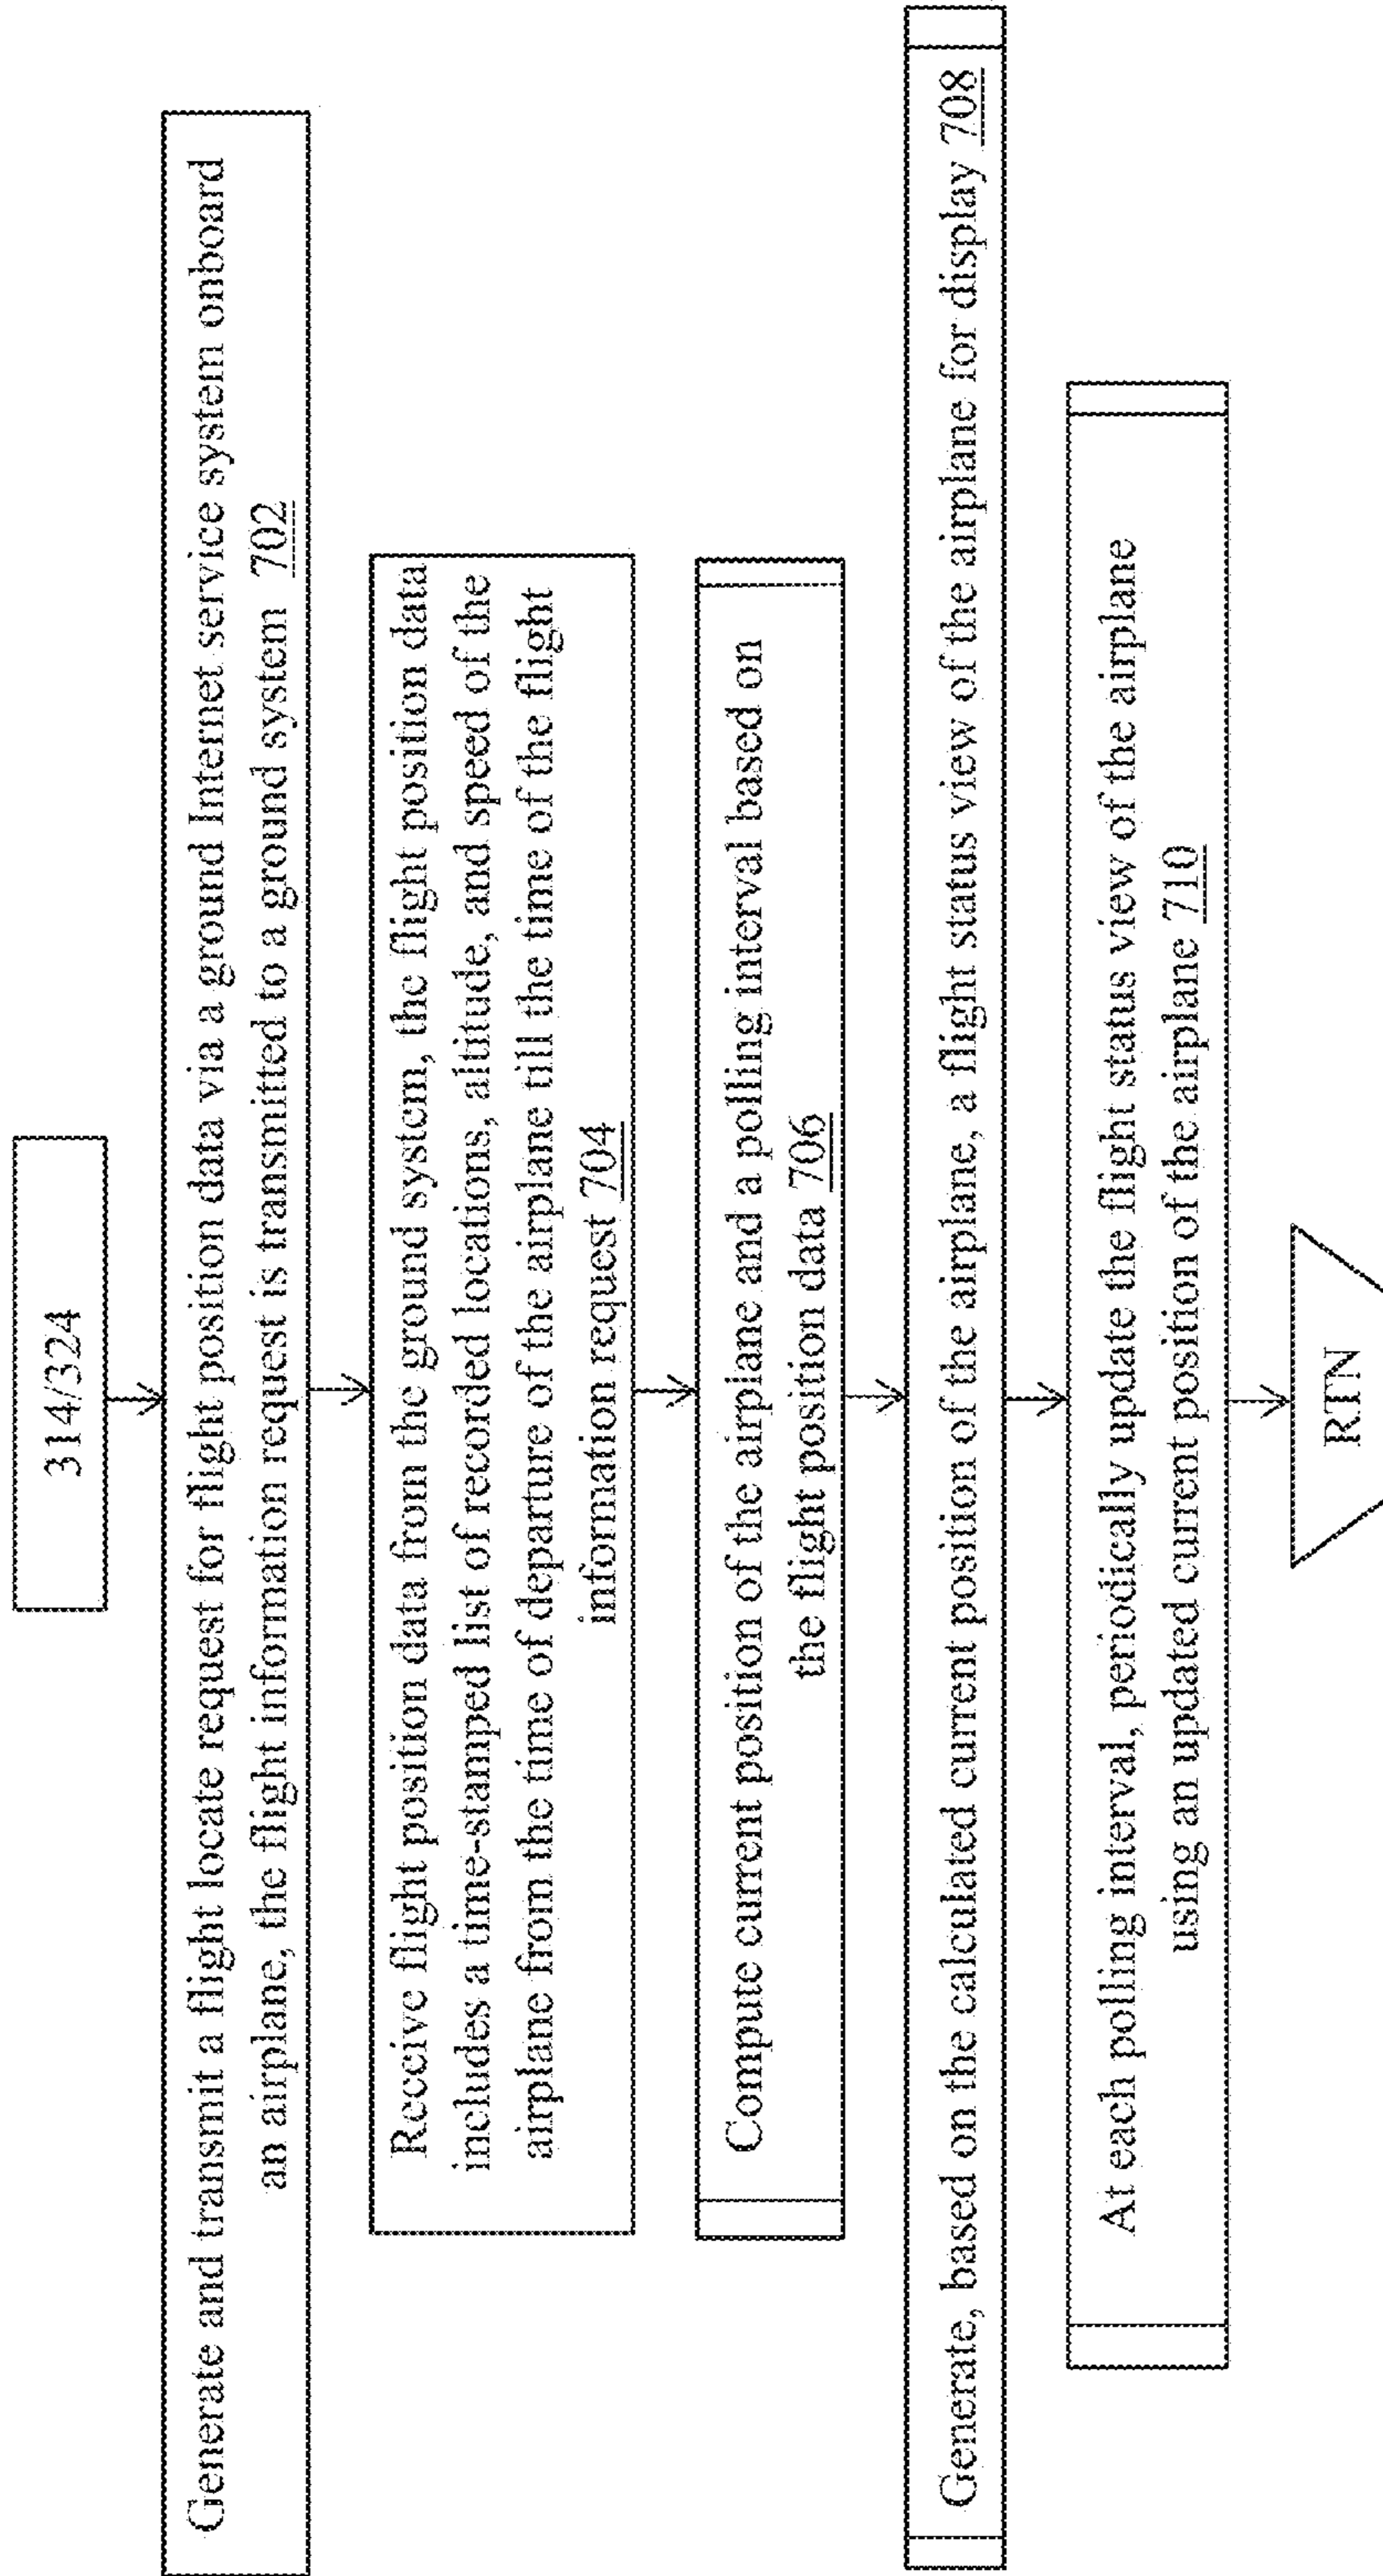 314/324
Generate and transmit a flight locate request for flight position data via a ground Internet service system onboard
an airplane, the flight information request is transmitted to a ground system 702
Receive flight position data from the ground system, the flight position data
includes a time-stamped list of recorded locations, altitude, and speed of the
airplane from the time of departure of the airplane till the time of the flight
information request 704
Compute current position of the airplane and a polling interval based on
the flight position data 706
Generate, based on the calculated current position of the airplane, a flight status view of the airplane for display 708
At each polling interval, periodically update the flight status view of the airplane
using an updated current position of the airplane 710
RTN